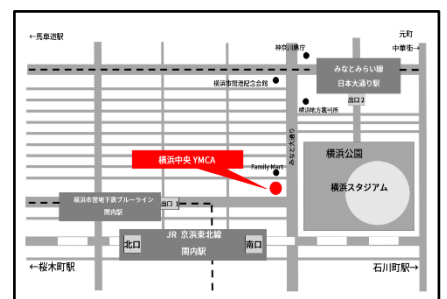 ←馬車道駅
元町
中華街→
神奈川県庁
みなとみらい線
日本大通り駅
横浜市開港記念会館
出口 2
横浜地方裁判所
みなと大通り
横浜中央 YMCA
横浜公園
Family Mart
横浜スタジアム
横浜市営地下鉄ブルーライン
関内駅
出口 1
JR 京浜東北線
関内駅
北口
南口
←桜木町駅
石川町駅→